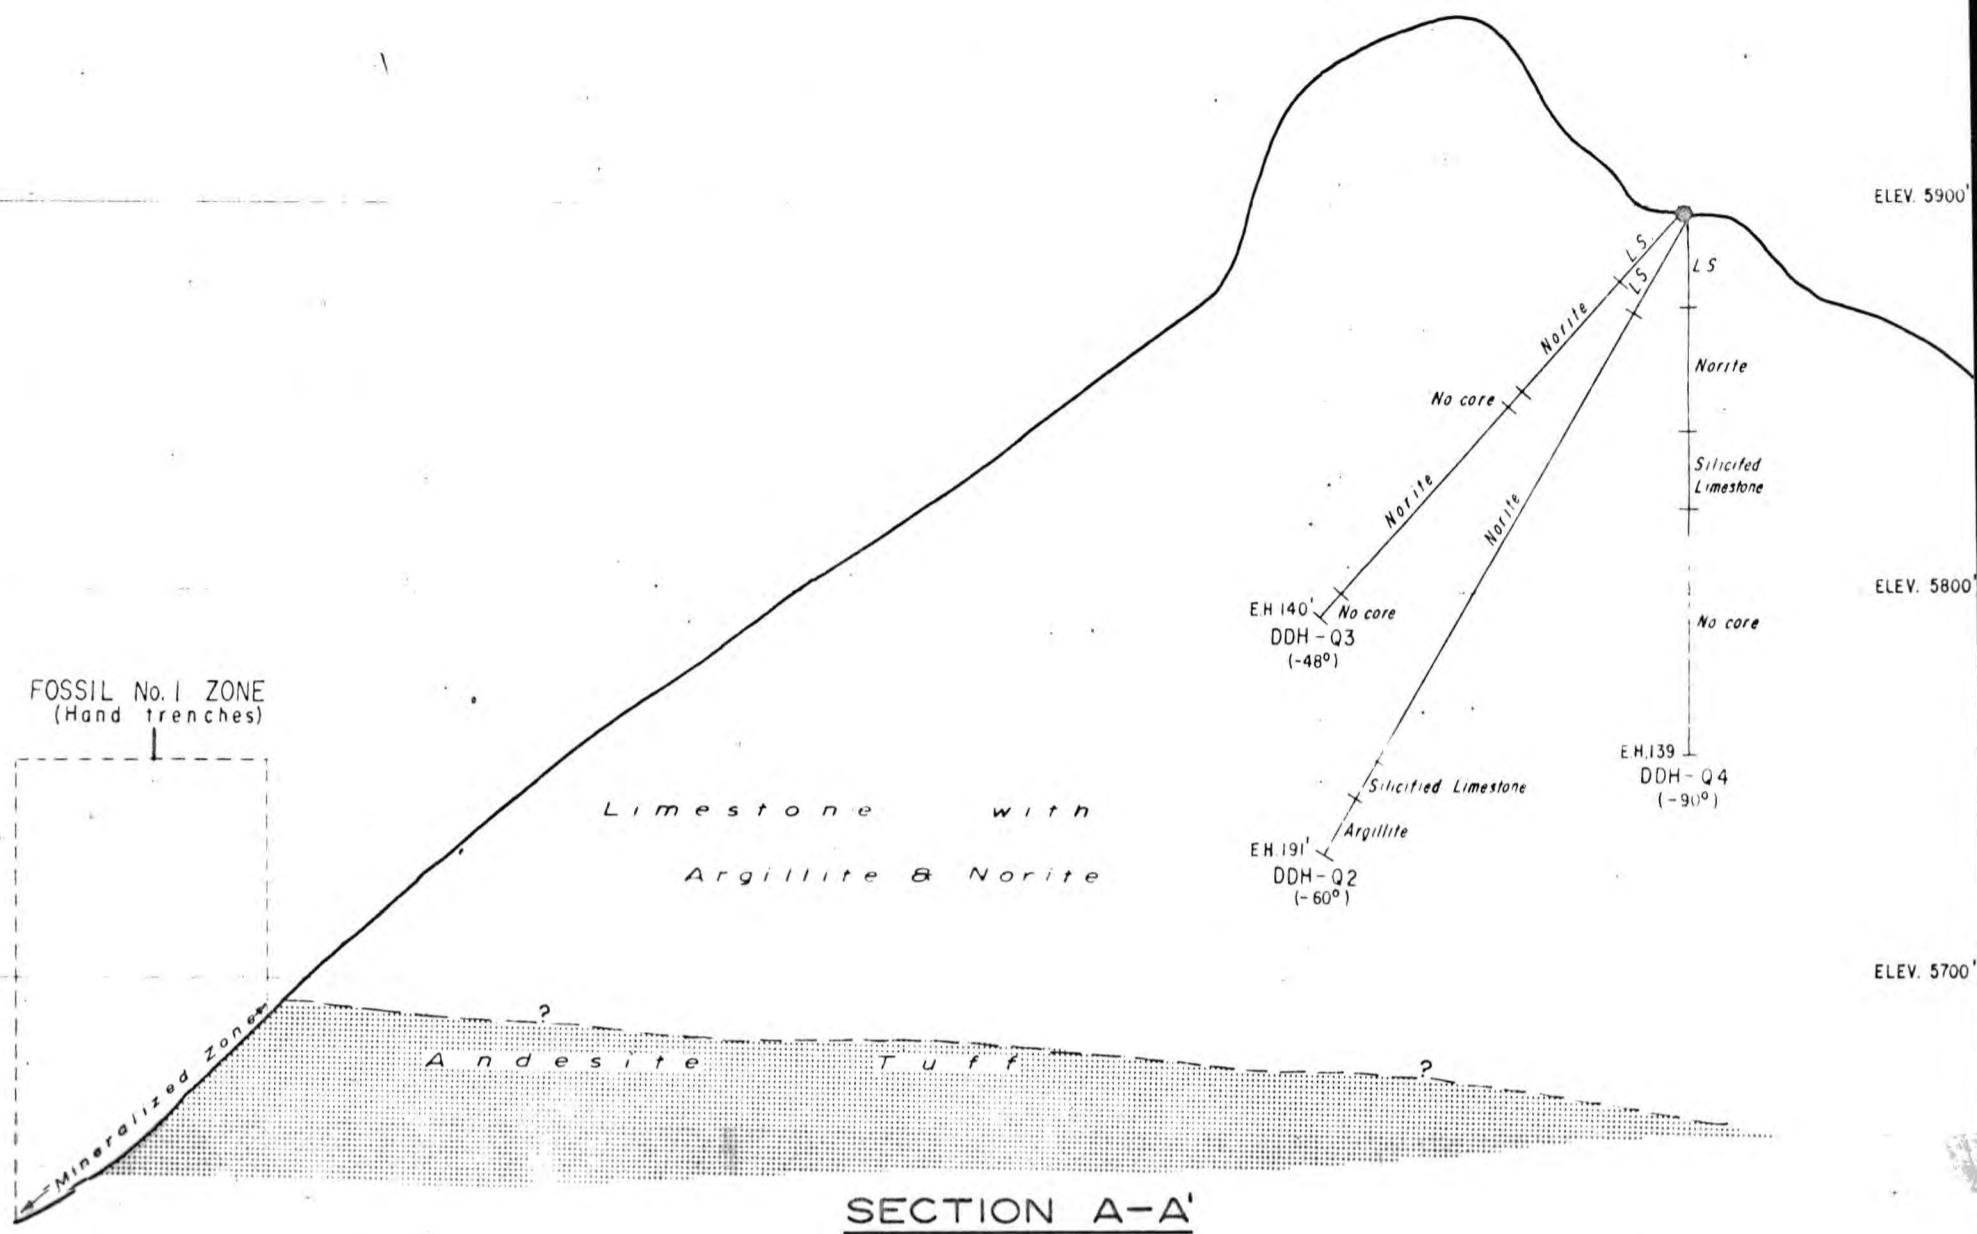 ELEV. 5900'
LS
LS
LS
Norite
Norite
No core
Silicifed
Limestone
Norite
Norite
ELEV. 5800'
E.H 140'
No core
DDH-Q3
(-48°)
No core
FOSSIL No. 1 ZONE
(Hand trenches)
E.H.139
DDH-Q4
(-90°)
Silicified Limestone
Limestone with
Argillite & Norite
Argillite
E.H. 191'
DDH-Q2
(-60°)
ELEV. 5700'
?
Mineralized Zone
Andesite Tuff
?
SECTION A-A'